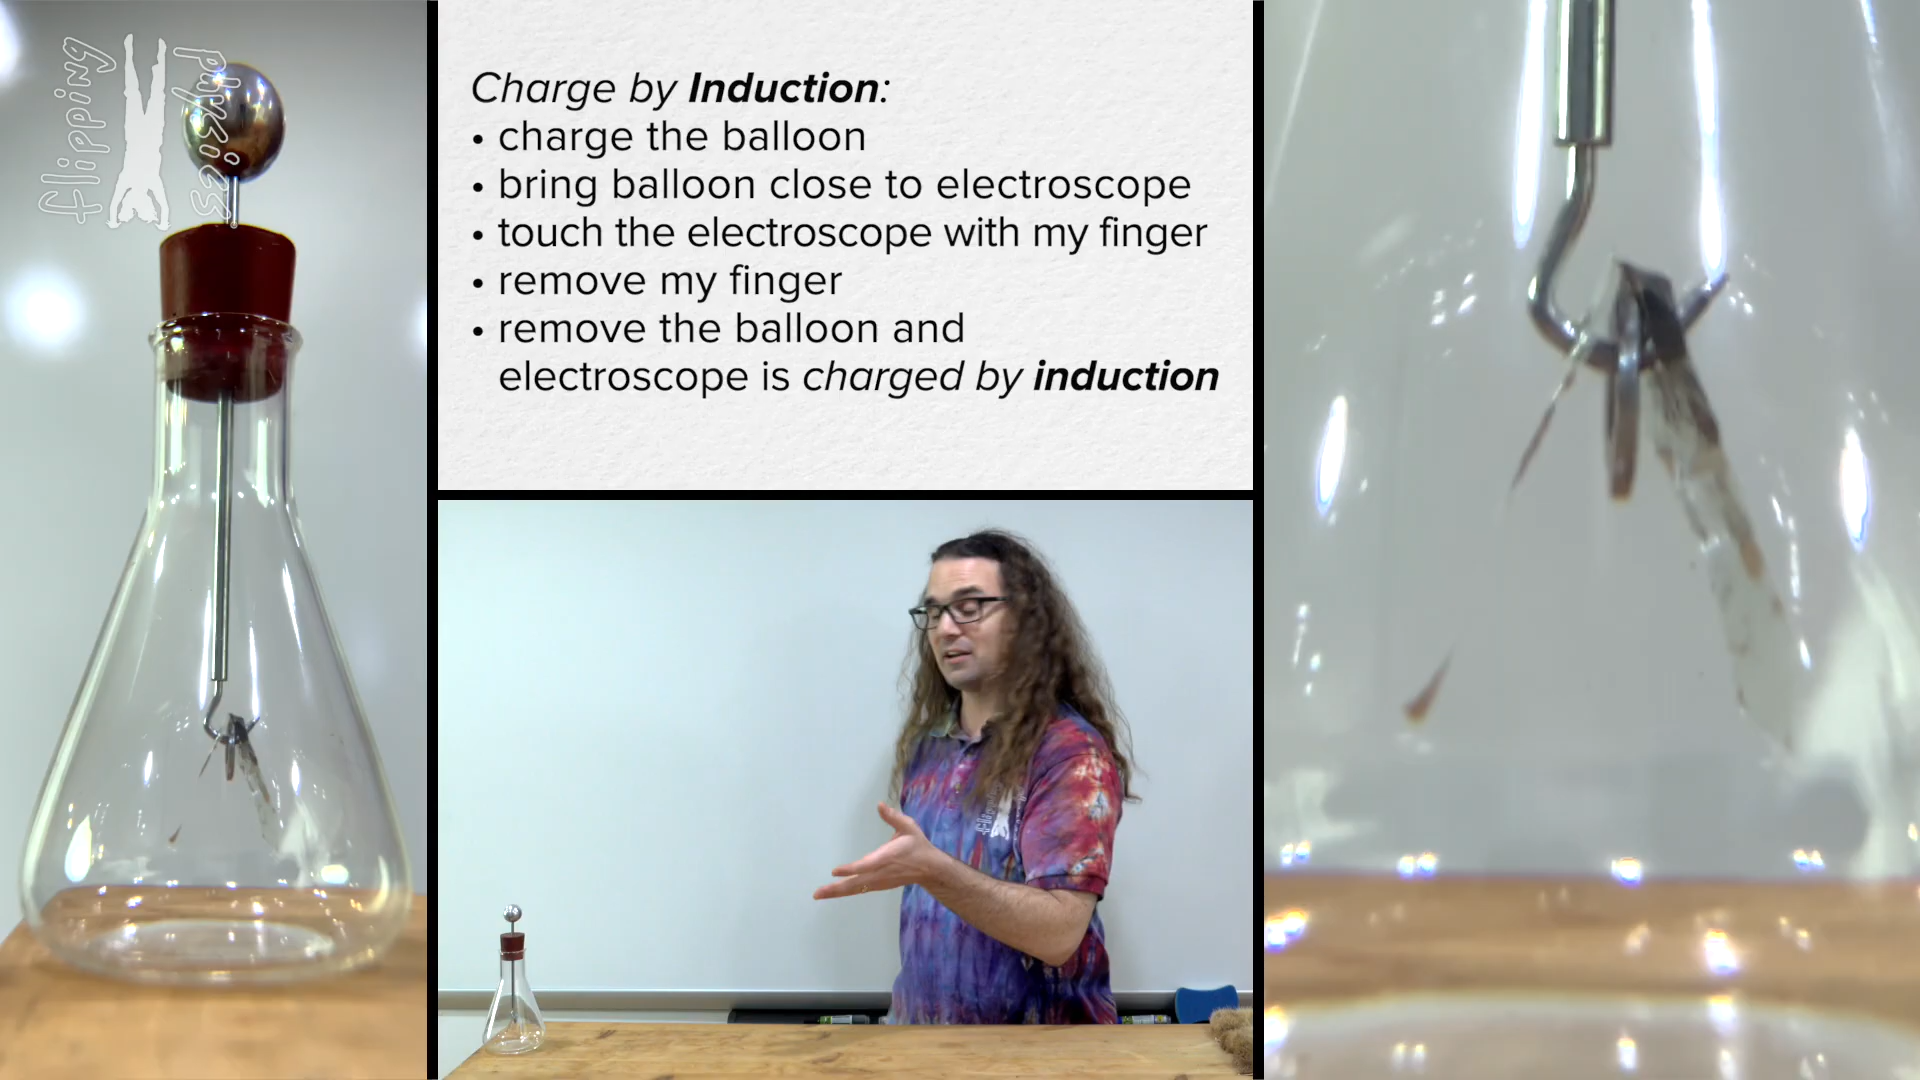 flipping
physics
Charge by Induction:
• charge the balloon
• bring balloon close to electroscope
• touch the electroscope with my finger
• remove my finger
• remove the balloon and
electroscope is charged by induction